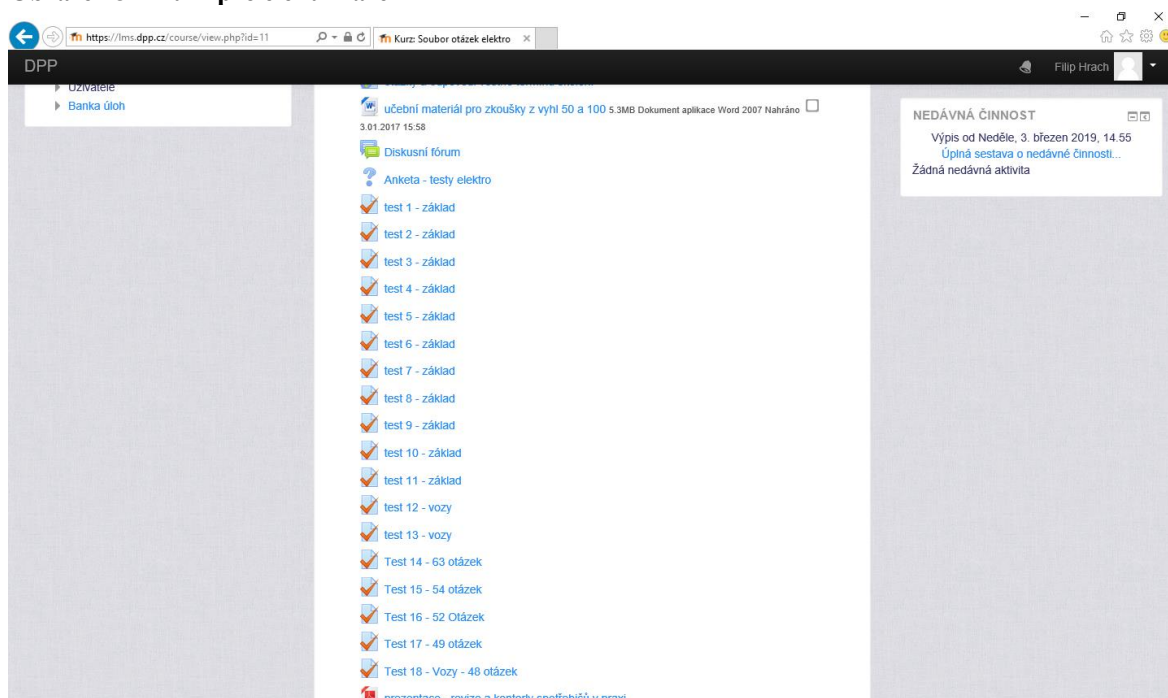 https://lms.dpp.cz/course/view.php?id=11
Kurz: Soubor otázek elektro
DPP
Filip Hrach
Uživatelé
Banka úloh
učební materiál pro zkoušky z vyhl 50 a 100 5.3MB Dokument aplikace Word 2007 Nahráno
3.01.2017 15:58
Diskusní fórum
Anketa - testy elektro
test 1 - základ
test 2 - základ
test 3 - základ
test 4 - základ
test 5 - základ
test 6 - základ
test 7 - základ
test 8 - základ
test 9 - základ
test 10 - základ
test 11 - základ
test 12 - vozy
test 13 - vozy
Test 14 - 63 otázek
Test 15 - 54 otázek
Test 16 - 52 Otázek
Test 17 - 49 otázek
Test 18 - Vozy - 48 otázek
prezentace - revize a kontorly spotřebičů v praxi
NEDÁVNÁ ČINNOST
Výpis od Neděle, 3. březen 2019, 14.55
Úplná sestava o nedávné činnosti...
Žádná nedávná aktivita